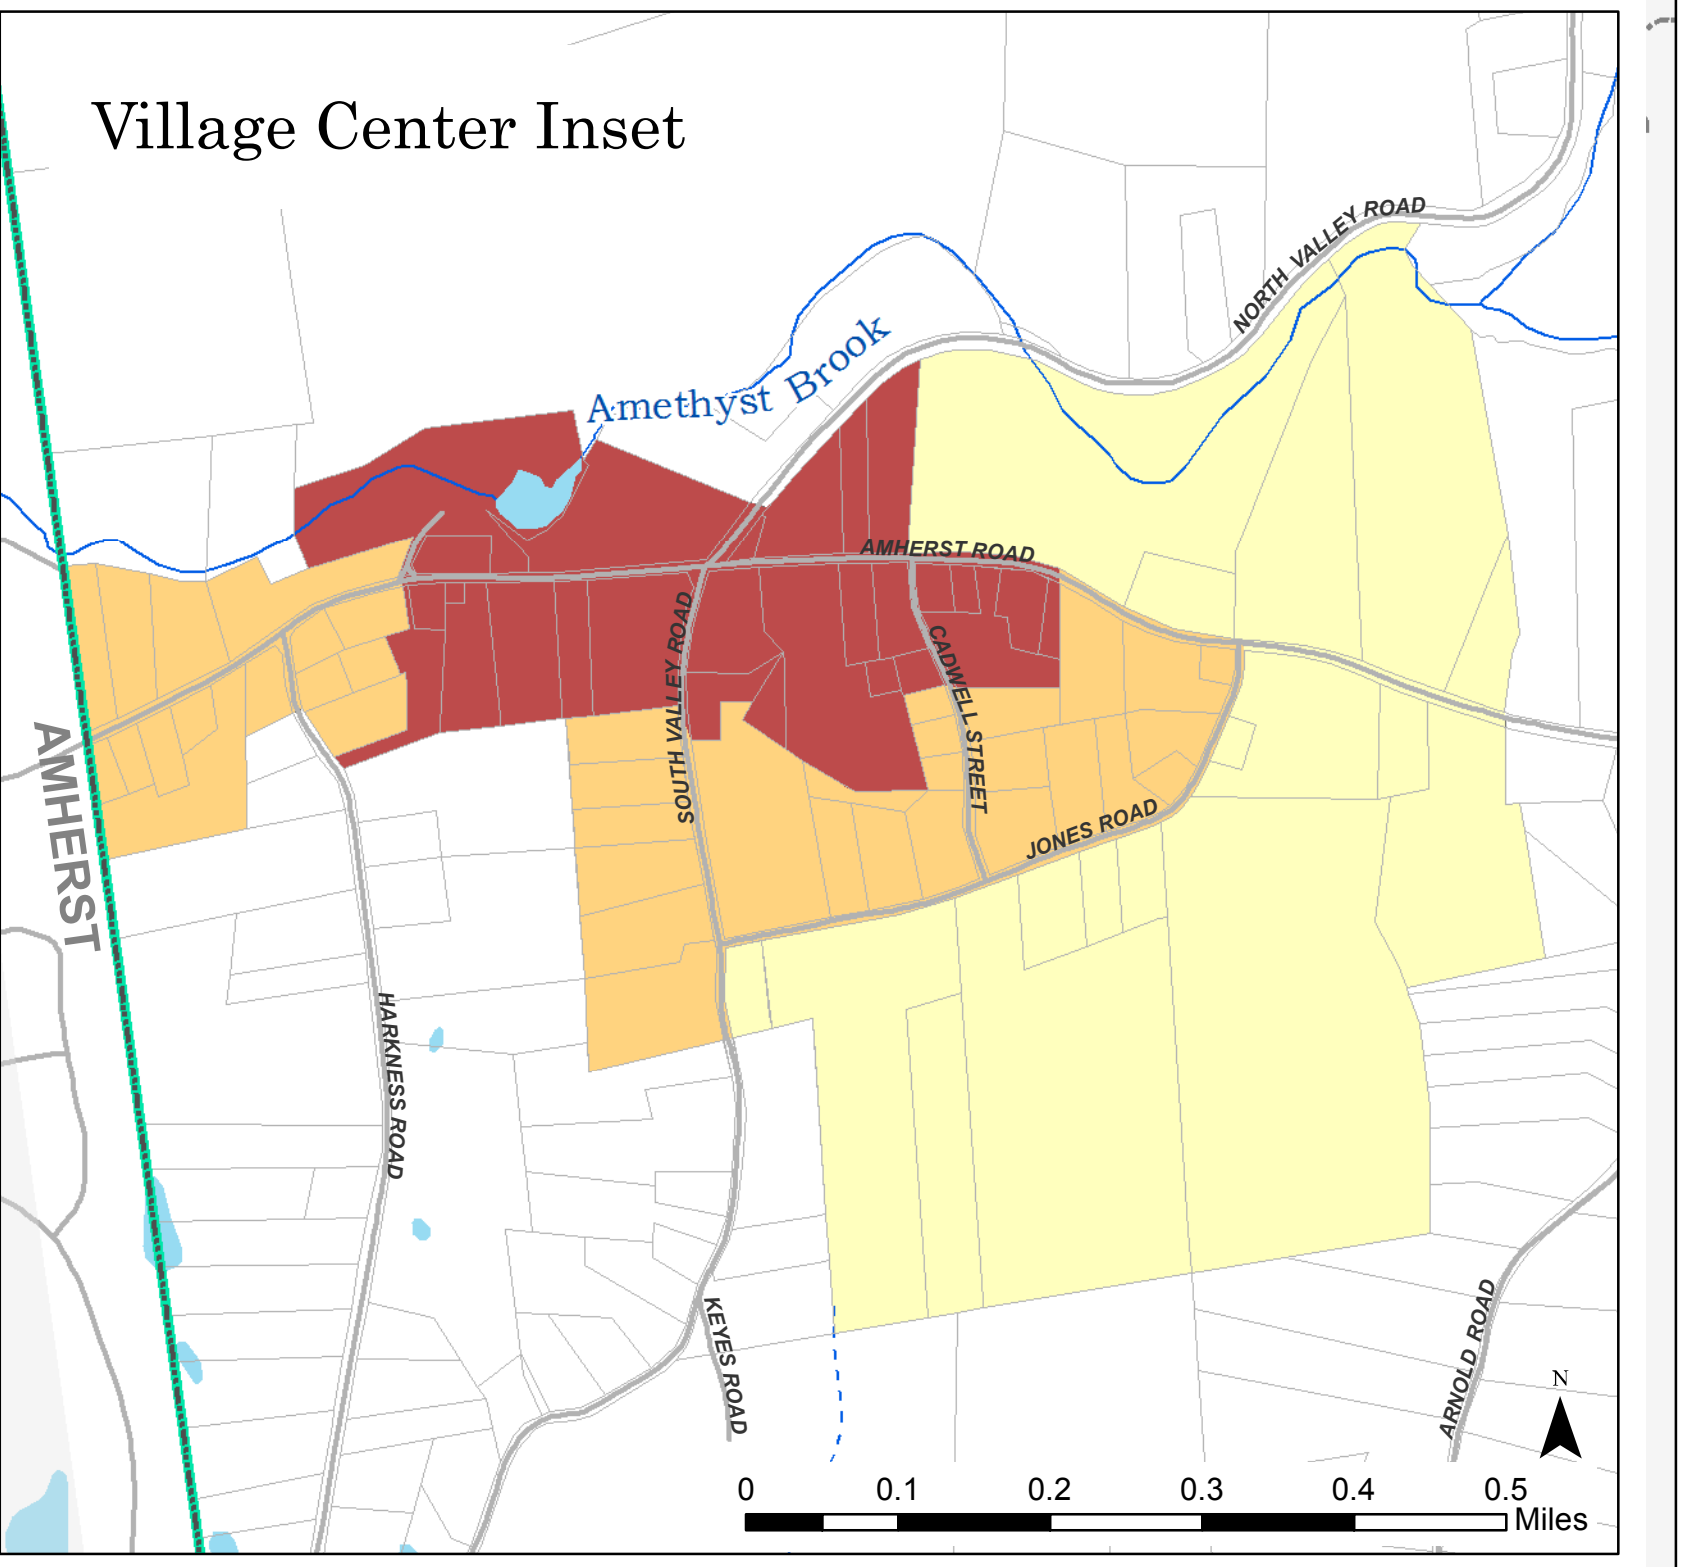 Village Center Inset
NORTH VALLEY ROAD
Amethyst Brook
AMHERST ROAD
SOUTH VALLEY ROAD
CADWELL STREET
AMHERST
JONES ROAD
HARKNESS ROAD
KEYES ROAD
ARNOLD ROAD
N
0 0.1 0.2 0.3 0.4 0.5
Miles